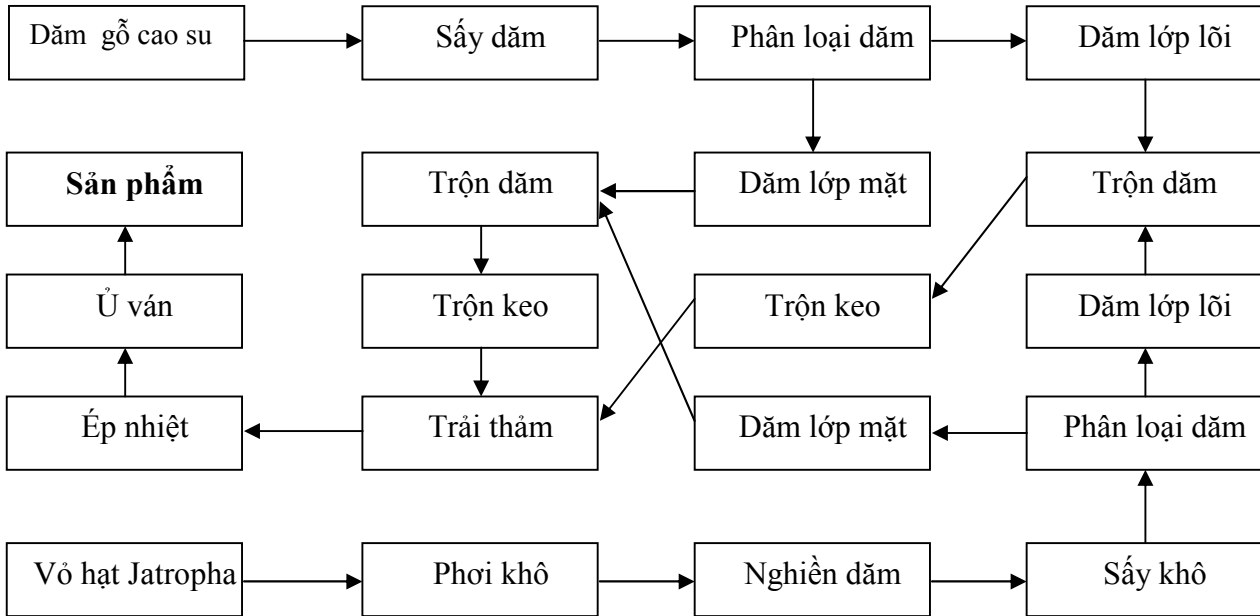 Dăm gỗ cao su
Sấy dăm
Phân loại dăm
Dăm lớp lõi
Sản phẩm
Trộn dăm
Dăm lớp mặt
Trộn dăm
Ủ ván
Trộn keo
Trộn keo
Dăm lớp lõi
Ép nhiệt
Trải thảm
Dăm lớp mặt
Phân loại dăm
Vỏ hạt Jatropha
Phơi khô
Nghiền dăm
Sấy khô